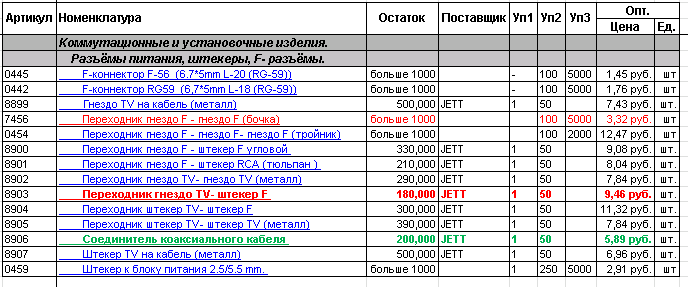 Артикул Номенклатура Остаток Поставщик Уп1 Уп2 Уп3 Опт.
Цена Ед.
Коммутационные и установочные изделия.
Разъёмы питания, штекеры, F- разъёмы.
0445 F-коннектор F-56 (6.7*5mm L-20 (RG-59)) больше 1000 - 100 5000 1,45 руб. шт
0442 F-коннектор RG59 (6,7*5mm L-18 (RG-59)) больше 1000 - 100 5000 1,76 руб. шт
8899 Гнездо TV на кабель (металл) 500,000 JETT 1 50 7,43 руб. шт.
7456 Переходник гнездо F - гнездо F (бочка) больше 1000 100 5000 3,32 руб. шт
0454 Переходник гнездо F - гнездо F- гнездо F (тройник) больше 1000 100 2000 12,47 руб. шт
8900 Переходник гнездо F - штекер F угловой 330,000 JETT 1 50 9,08 руб. шт.
8901 Переходник гнездо F - штекер RCA (тюльпан ) 210,000 JETT 1 50 8,04 руб. шт.
8902 Переходник гнездо TV- гнездо TV (металл) 290,000 JETT 1 50 7,84 руб. шт.
8903 Переходник гнездо TV- штекер F 180,000 JETT 1 50 9,46 руб. шт.
8904 Переходник штекер TV- штекер F 300,000 JETT 1 50 11,32 руб. шт.
8905 Переходник штекер TV- штекер TV (металл) 390,000 JETT 1 50 7,84 руб. шт.
8906 Соединитель коаксиального кабеля 200,000 JETT 1 50 5,89 руб. шт.
8907 Штекер TV на кабель (металл) 500,000 JETT 1 50 6,96 руб. шт.
0459 Штекер к блоку питания 2.5/5.5 mm. больше 1000 1 250 5000 2,91 руб. шт